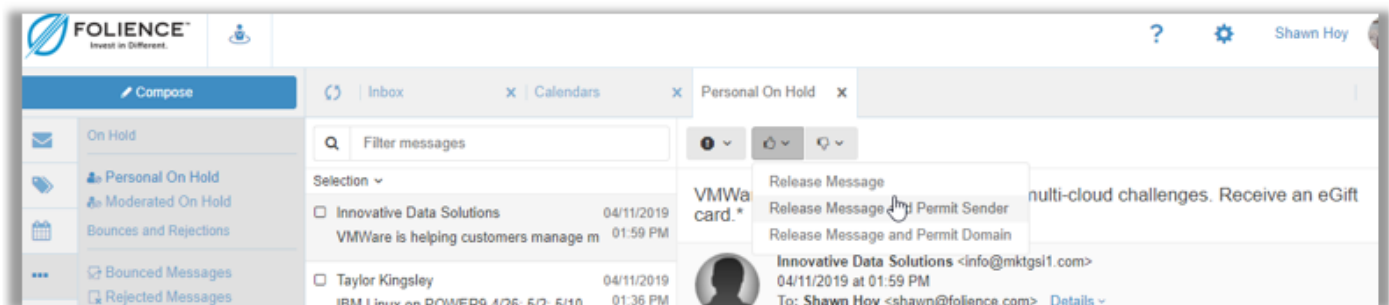 FOLIENCE™
Invest in Different.
?
Shawn Hoy
Compose
Inbox x
Calendars x
Personal On Hold x
On Hold
Personal On Hold
Moderated On Hold
Bounces and Rejections
Bounced Messages
Rejected Messages
Filter messages
Selection
Innovative Data Solutions 04/11/2019
VMWare is helping customers manage m 01:59 PM
Taylor Kingsley 04/11/2019
IBM Linux on POWER9 4/26; 5/2; 5/10 01:36 PM
Release Message
Release Message and Permit Sender
Release Message and Permit Domain
VMWa multi-cloud challenges. Receive an eGift
card.*
Innovative Data Solutions <info@mktgsi1.com>
04/11/2019 at 01:59 PM
To: Shawn Hoy <shawn@folience.com> Details